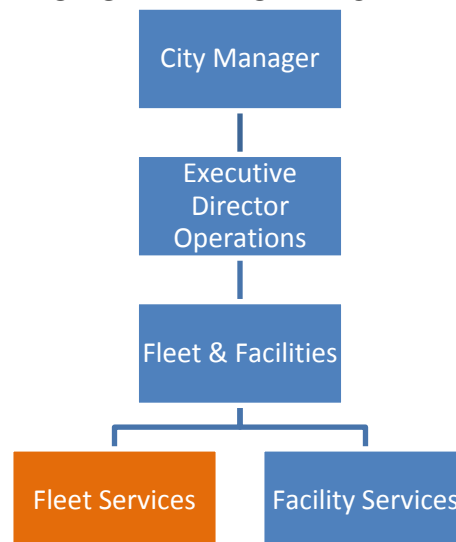 City Manager
Executive
Director
Operations
Fleet & Facilities
Fleet Services
Facility Services